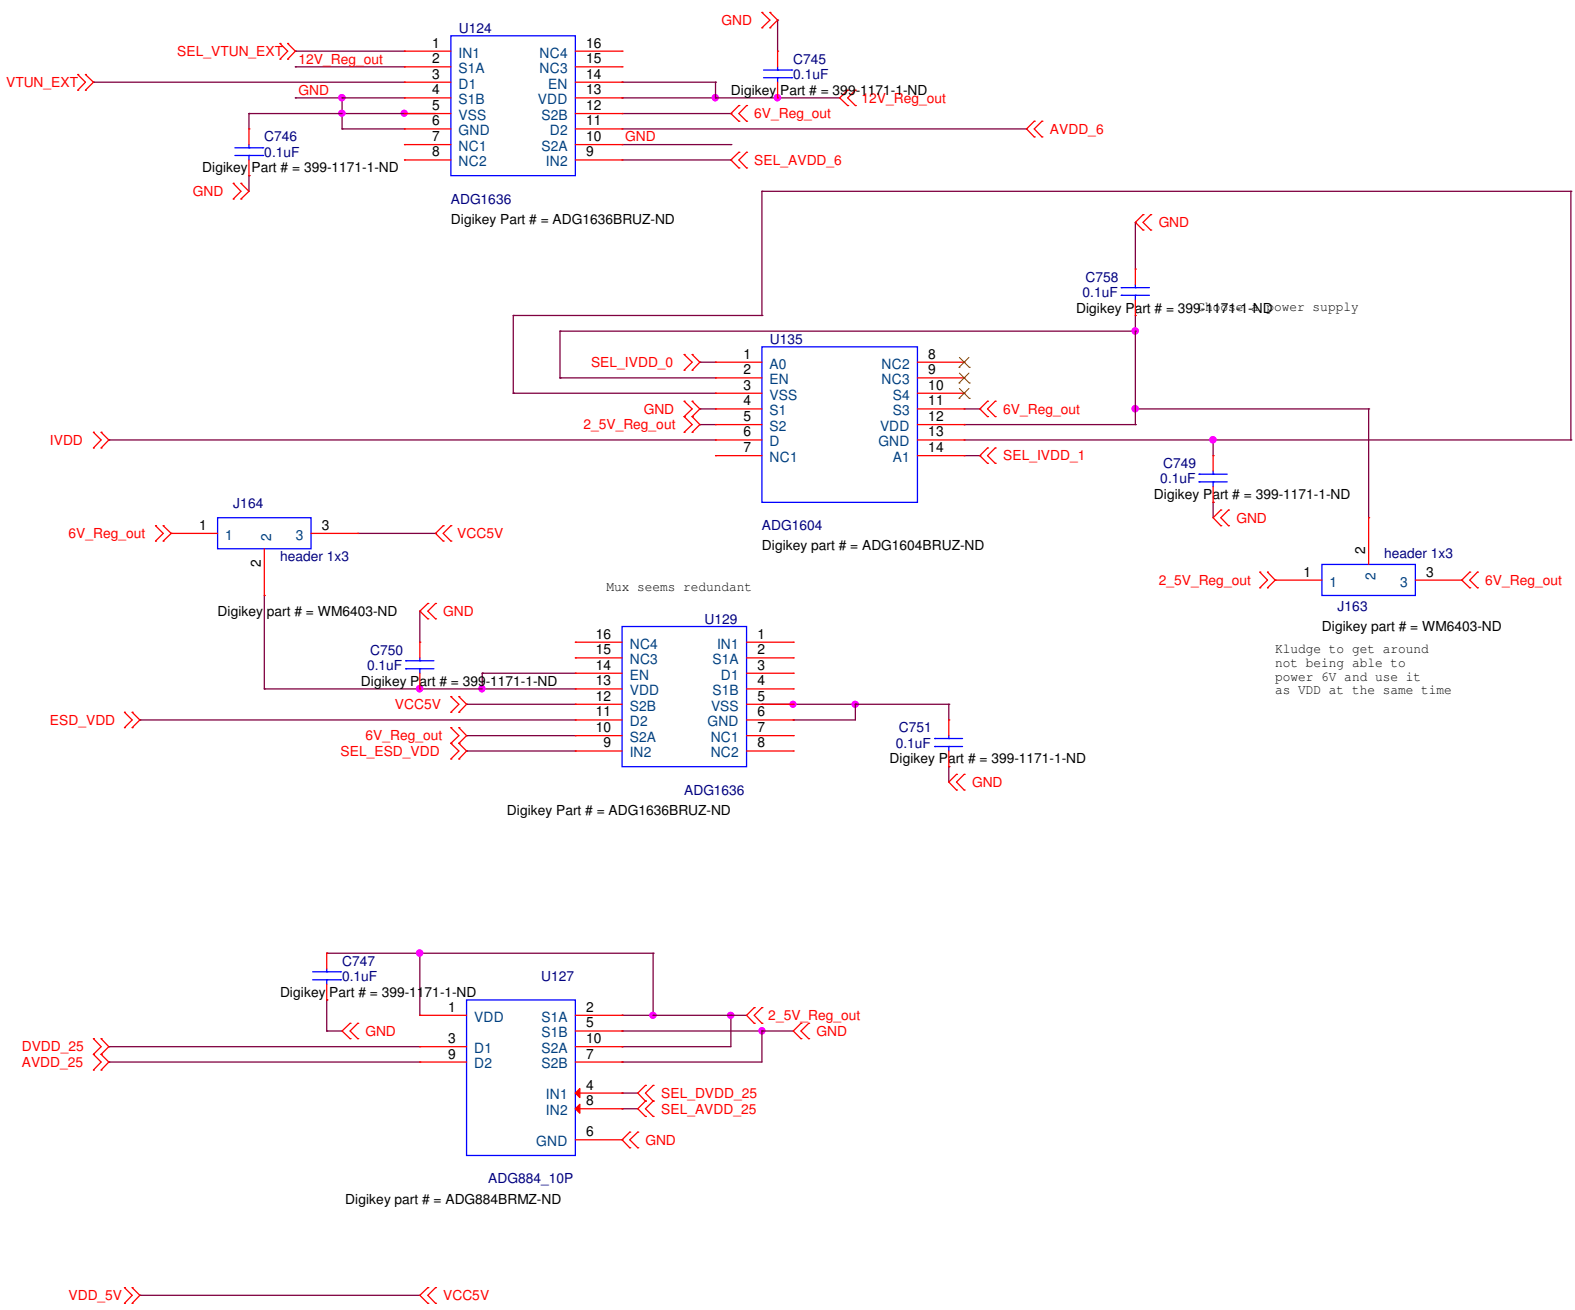 U124
SEL_VTUN_EXT
12V_Reg_out
VTUN_EXT
GND
1 IN1
2 S1A
3 D1
4 S1B
5 VSS
6 GND
7 NC1
8 NC2
NC4 16
NC3 15
EN 14
VDD 13
S2B 12
D2 11
S2A 10
IN2 9
GND
C745
0.1uF
Digikey Part # = 399-1171-1-ND
12V_Reg_out
6V_Reg_out
AVDD_6
GND
SEL_AVDD_6
C746
0.1uF
Digikey Part # = 399-1171-1-ND
GND
ADG1636
Digikey Part # = ADG1636BRUZ-ND
GND
C758
0.1uF
Digikey Part # = 399-1171-1-ND
Choose a power supply
U135
SEL_IVDD_0
GND
2_5V_Reg_out
IVDD
1 A0
2 EN
3 VSS
4 S1
5 S2
6 D
7 NC1
NC2 8
NC3 9
S4 10
S3 11
VDD 12
GND 13
A1 14
6V_Reg_out
SEL_IVDD_1
C749
0.1uF
Digikey Part # = 399-1171-1-ND
GND
ADG1604
Digikey part # = ADG1604BRUZ-ND
J164
6V_Reg_out
1 1 2 3 3
VCC5V
2
header 1x3
Digikey part # = WM6403-ND
2 header 1x3
2_5V_Reg_out
1 1 2 3 3
6V_Reg_out
J163
Digikey part # = WM6403-ND
Kludge to get around
not being able to
power 6V and use it
as VDD at the same time
Mux seems redundant
GND
C750
0.1uF
Digikey Part # = 399-1171-1-ND
U129
VCC5V
ESD_VDD
6V_Reg_out
SEL_ESD_VDD
16 NC4
15 NC3
14 EN
13 VDD
12 S2B
11 D2
10 S2A
9 IN2
IN1 1
S1A 2
D1 3
S1B 4
VSS 5
GND 6
NC1 7
NC2 8
C751
0.1uF
Digikey Part # = 399-1171-1-ND
GND
ADG1636
Digikey Part # = ADG1636BRUZ-ND
C747
0.1uF
Digikey Part # = 399-1171-1-ND
GND
U127
DVDD_25
AVDD_25
1 VDD
3 D1
9 D2
S1A 2
S1B 5
S2A 10
S2B 7
IN1 4
IN2 8
GND 6
2_5V_Reg_out
GND
SEL_DVDD_25
SEL_AVDD_25
GND
ADG884_10P
Digikey part # = ADG884BRMZ-ND
VDD_5V
VCC5V